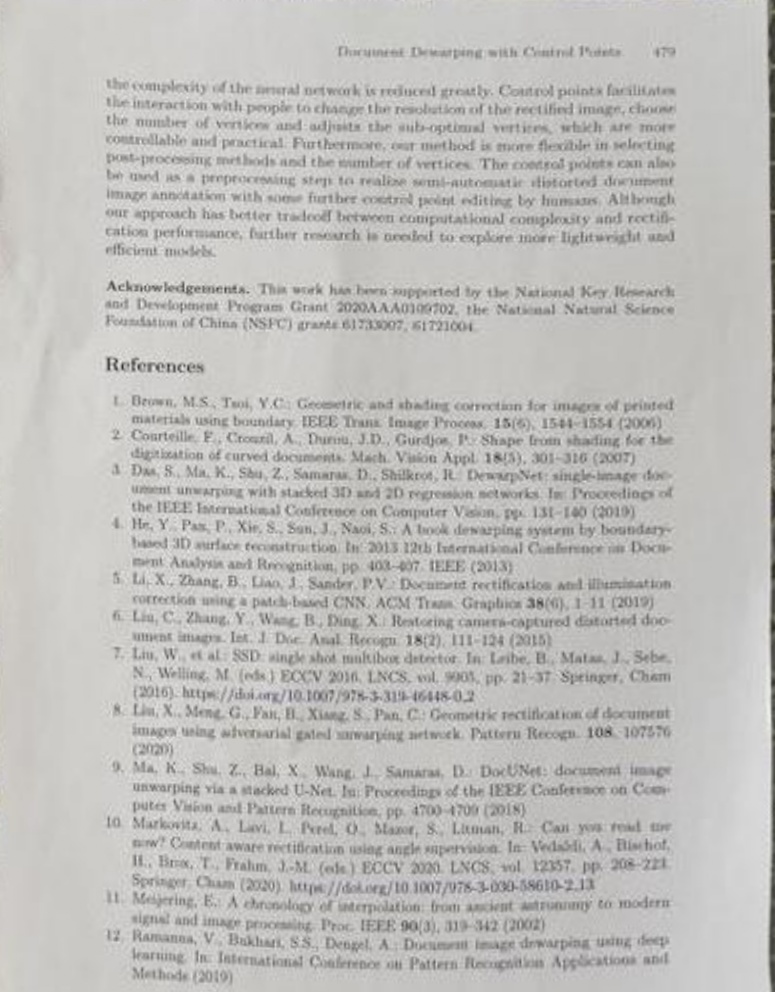 Document Dewarping with Control Points 479
the complexity of the neural network is reduced greatly. Control points facilitates
the interaction with people to change the resolution of the rectified image, choose
the number of vertices and adjusts the sub-optimal vertices, which are more
controllable and practical. Furthermore, our method is more flexible in selecting
post-processing methods and the number of vertices. The control points can also
be used as a preprocessing step to realize semi-automatic distorted document
image annotation with some further control point editing by humans. Although
our approach has better tradeoff between computational complexity and rectifi-
cation performance, further research is needed to explore more lightweight and
efficient models.
Acknowledgements. This work has been supported by the National Key Research
and Development Program Grant 2020AAA0109702, the National Natural Science
Foundation of China (NSFC) grants 61733007, 61721004.
References
1. Brown, M.S., Tsoi, Y.C.: Geometric and shading correction for images of printed
materials using boundary. IEEE Trans. Image Process. 15(6), 1544–1554 (2006)
2. Courteille, F., Crouzil, A., Durou, J.D., Gurdjos, P.: Shape from shading for the
digitization of curved documents. Mach. Vision Appl. 18(5), 301–316 (2007)
3. Das, S., Ma, K., Shu, Z., Samaras, D., Shilkrot, R.: DewarpNet: single-image doc-
ument unwarping with stacked 3D and 2D regression networks. In: Proceedings of
the IEEE International Conference on Computer Vision, pp. 131–140 (2019)
4. He, Y., Pan, P., Xie, S., Sun, J., Naoi, S.: A book dewarping system by boundary-
based 3D surface reconstruction. In: 2013 12th International Conference on Docu-
ment Analysis and Recognition, pp. 403–407. IEEE (2013)
5. Li, X., Zhang, B., Liao, J., Sander, P.V.: Document rectification and illumination
correction using a patch-based CNN. ACM Trans. Graphics 38(6), 1–11 (2019)
6. Liu, C., Zhang, Y., Wang, B., Ding, X.: Restoring camera-captured distorted doc-
ument images. Int. J. Doc. Anal. Recogn. 18(2), 111–124 (2015)
7. Liu, W., et al.: SSD: single shot multibox detector. In: Leibe, B., Matas, J., Sebe,
N., Welling, M. (eds.) ECCV 2016. LNCS, vol. 9905, pp. 21–37. Springer, Cham
(2016). https://doi.org/10.1007/978-3-319-46448-0_2
8. Liu, X., Meng, G., Fan, B., Xiang, S., Pan, C.: Geometric rectification of document
images using adversarial gated unwarping network. Pattern Recogn. 108, 107576
(2020)
9. Ma, K., Shu, Z., Bai, X., Wang, J., Samaras, D.: DocUNet: document image
unwarping via a stacked U-Net. In: Proceedings of the IEEE Conference on Com-
puter Vision and Pattern Recognition, pp. 4700–4709 (2018)
10. Markovitz, A., Lavi, I., Perel, O., Mazor, S., Litman, R.: Can you read me
now? Content aware rectification using angle supervision. In: Vedaldi, A., Bischof,
H., Brox, T., Frahm, J.-M. (eds.) ECCV 2020. LNCS, vol. 12357, pp. 208–223.
Springer, Cham (2020). https://doi.org/10.1007/978-3-030-58610-2_13
11. Meijering, E.: A chronology of interpolation: from ancient astronomy to modern
signal and image processing. Proc. IEEE 90(3), 319–342 (2002)
12. Ramanna, V., Bukhari, S.S., Dengel, A.: Document image dewarping using deep
learning. In: International Conference on Pattern Recognition Applications and
Methods (2019)